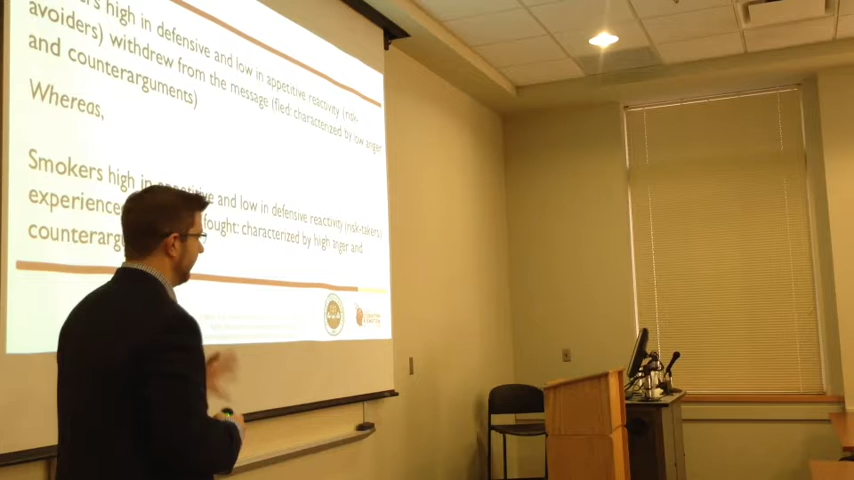 high in defensive and low in appetitive reactivity (risk-
avoiders) withdrew from the message (fled: characterized by low anger
and counterarguments)
Whereas,
Smokers high in appetitive and low in defensive reactivity (risk-takers)
experience fought: characterized by high anger and
counterarg